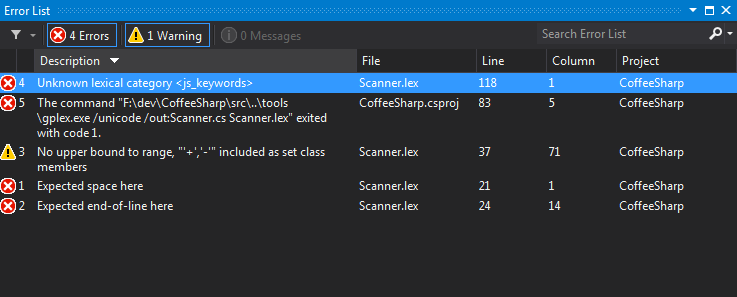 Error List
4 Errors 1 Warning 0 Messages Search Error List
Description File Line Column Project
4 Unknown lexical category <js_keywords> Scanner.lex 118 1 CoffeeSharp
5 The command "F:\dev\CoffeeSharp\src\..\tools CoffeeSharp.csproj 83 5 CoffeeSharp
\gplex.exe /unicode /out:Scanner.cs Scanner.lex" exited
with code 1.
3 No upper bound to range, "'+','-'" included as set class Scanner.lex 37 71 CoffeeSharp
members
1 Expected space here Scanner.lex 21 1 CoffeeSharp
2 Expected end-of-line here Scanner.lex 24 14 CoffeeSharp